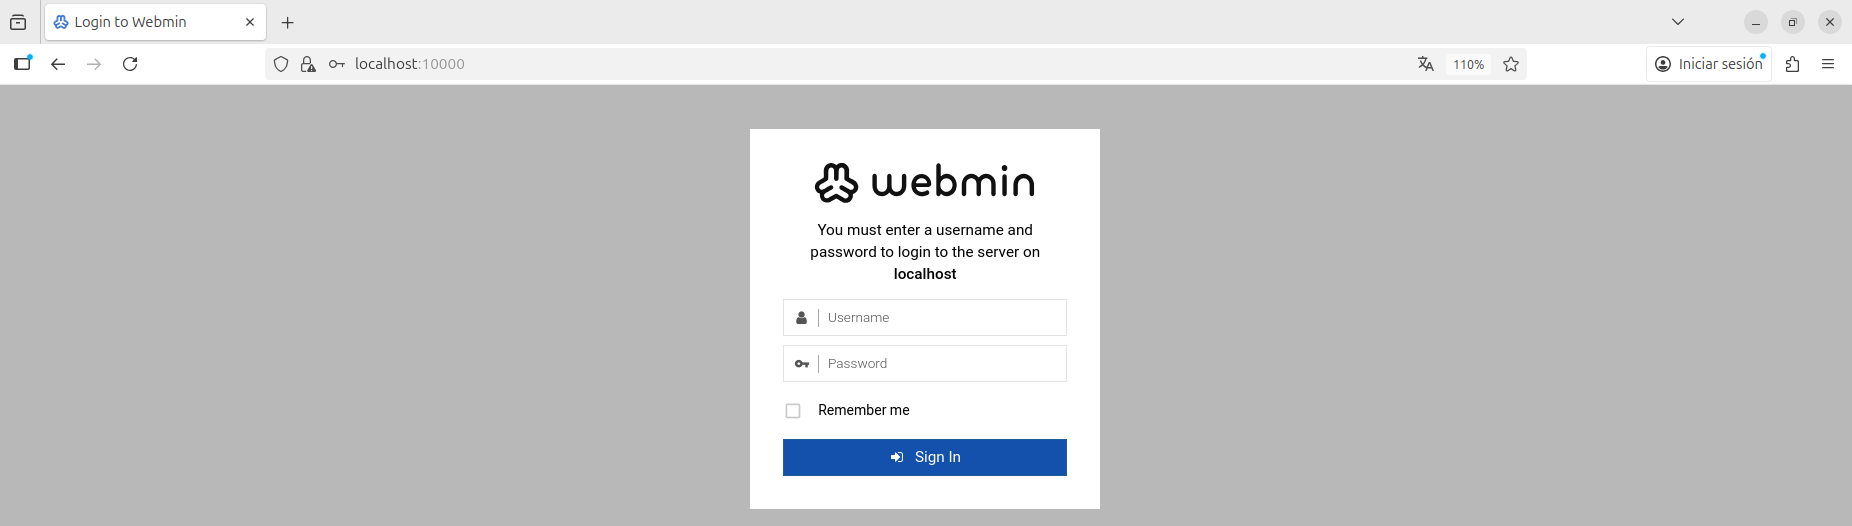 Login to Webmin
localhost:10000
110%
Iniciar sesión
webmin
You must enter a username and
password to login to the server on
localhost
Username
Password
Remember me
Sign In